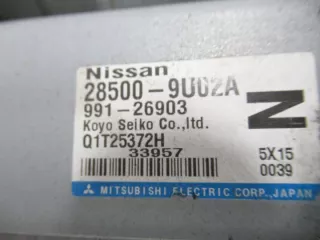 Nissan
28500-9U02A
991-26903
Koyo Seiko Co.,ltd.
Q1T25372H
33957
N
5X15
0039
MITSUBISHI ELECTRIC CORP., JAPAN